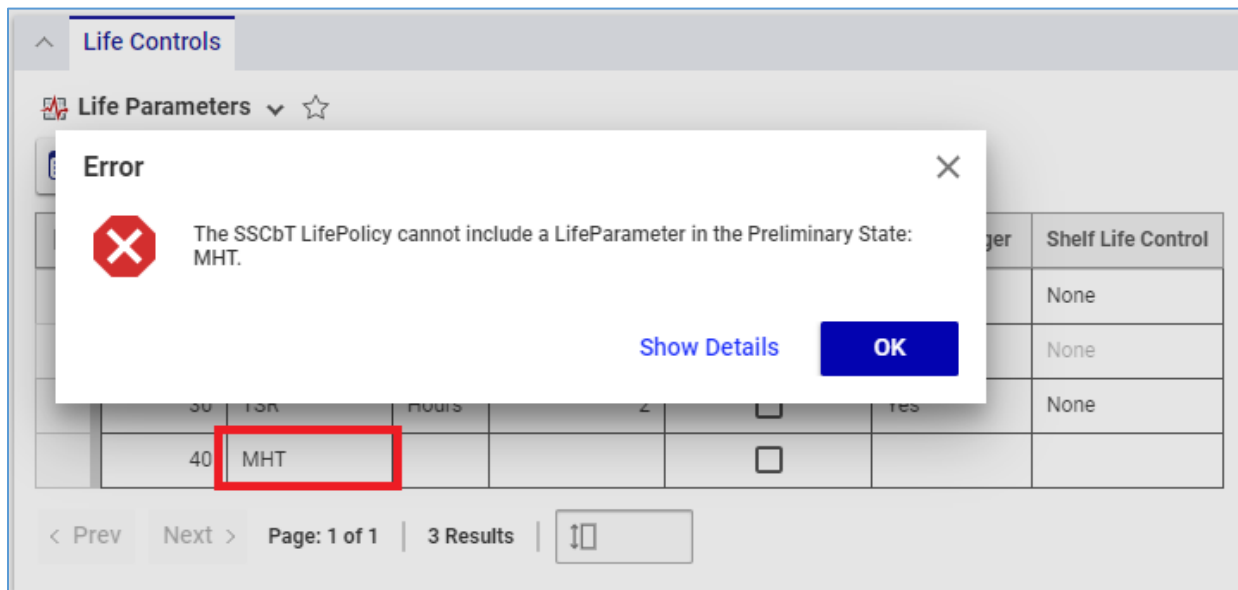 Life Controls
Life Parameters
Error
The SSCbT LifePolicy cannot include a LifeParameter in the Preliminary State:
MHT.
Show Details OK
Shelf Life Control
None
None
30 TSR Hours 2 Yes None
40 MHT
< Prev Next > Page: 1 of 1 | 3 Results